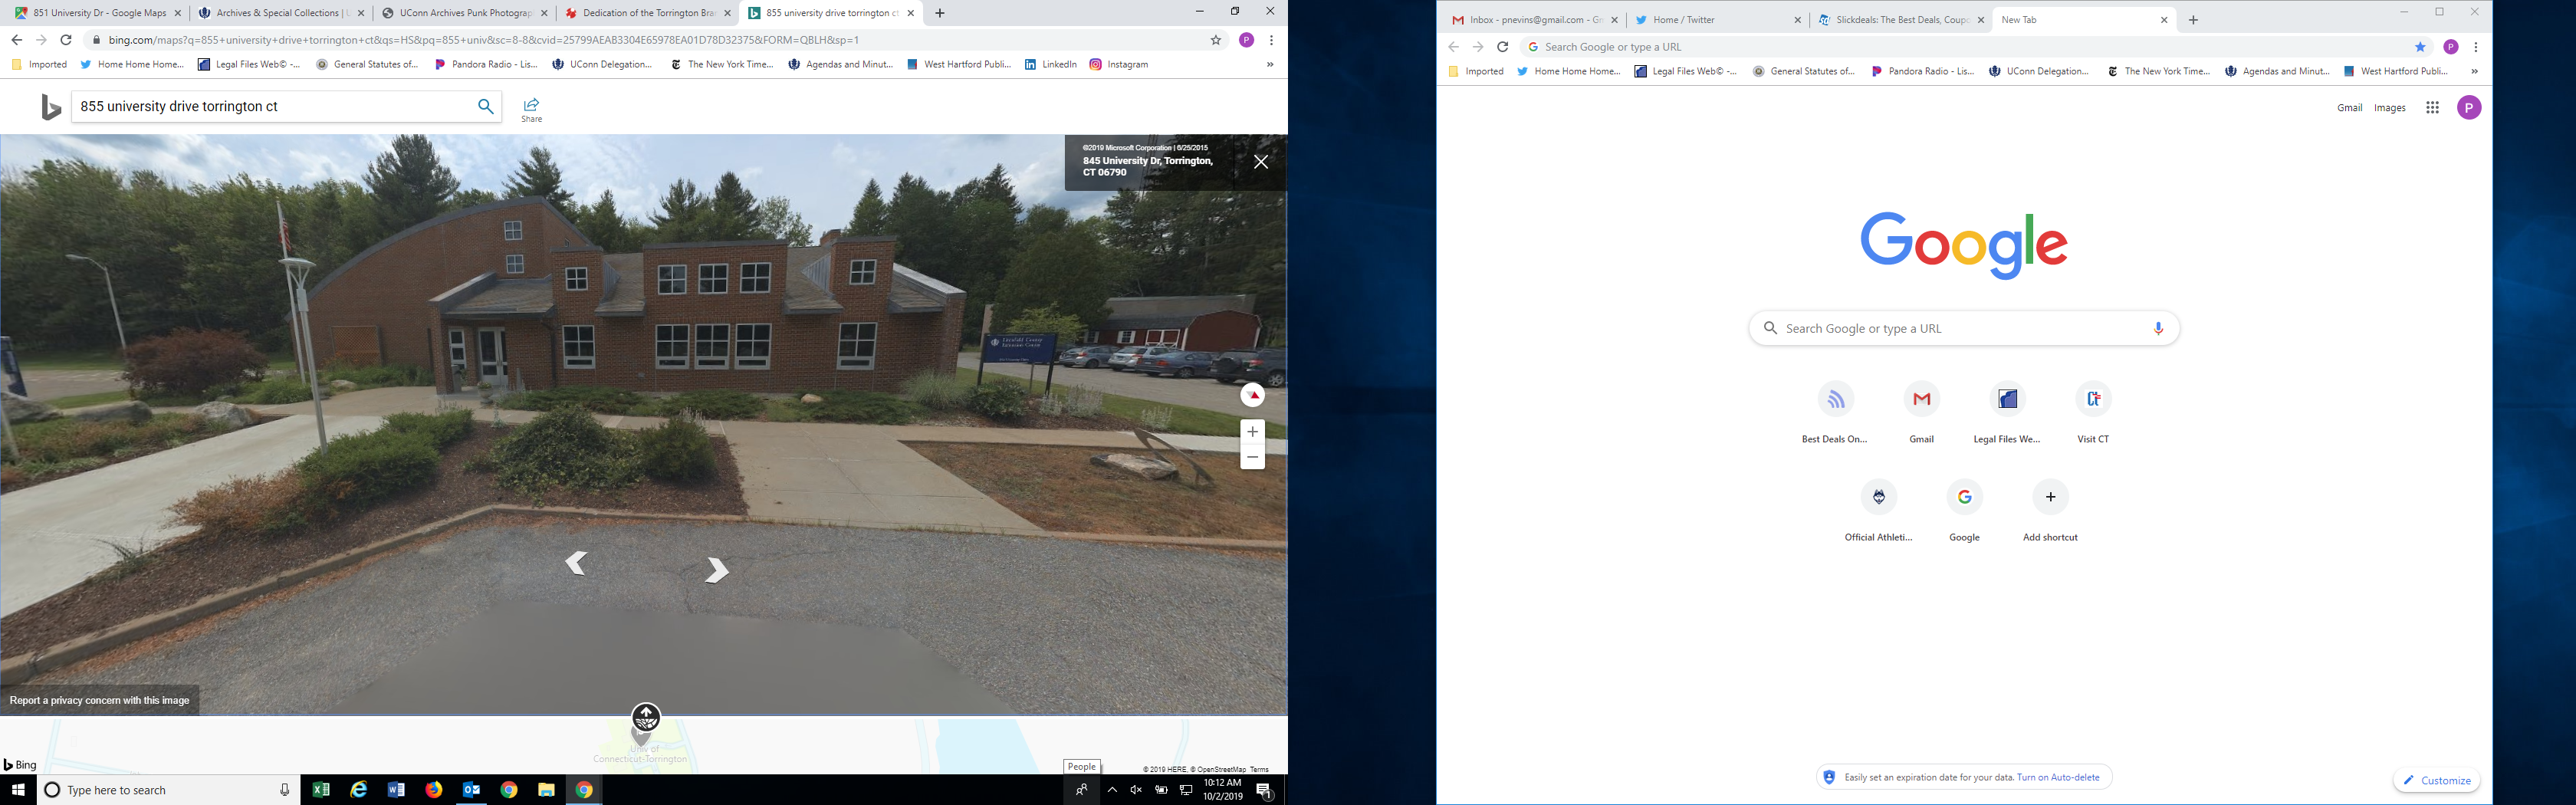 851 University Dr - Google Maps
Archives & Special Collections |
UConn Archives Punk Photograp
Dedication of the Torrington Bra
855 university drive torrington ct
bing.com/maps?q=855+university+drive+torrington+ct&qs=HS&pq=855+univ&sc=8-8&cvid=25799AEAB3304E65978EA01D78D32375&FORM=QBLH&sp=1
P
Imported
Home Home Home...
Legal Files Web© -...
General Statutes of...
Pandora Radio - Lis...
UConn Delegation...
The New York Time...
Agendas and Minut...
West Hartford Publi...
LinkedIn
Instagram
»
855 university drive torrington ct
Share
©2019 Microsoft Corporation | 6/25/2015
845 University Dr, Torrington,
CT 06790
Litchfield County
Extension Center
Report a privacy concern with this image
Univ of
Connecticut-Torrington
Bing
People
© 2019 HERE, © OpenStreetMap Terms
Type here to search
10:12 AM
10/2/2019
1
Inbox - pnevins@gmail.com - Gm
Home / Twitter
Slickdeals: The Best Deals, Coupo
New Tab
Search Google or type a URL
P
Imported
Home Home Home...
Legal Files Web© -...
General Statutes of...
Pandora Radio - Lis...
UConn Delegation...
The New York Time...
Agendas and Minut...
West Hartford Publi...
»
Gmail
Images
P
Google
Search Google or type a URL
Best Deals On...
Gmail
Legal Files We...
Visit CT
Official Athleti...
Google
Add shortcut
Easily set an expiration date for your data. Turn on Auto-delete
Customize